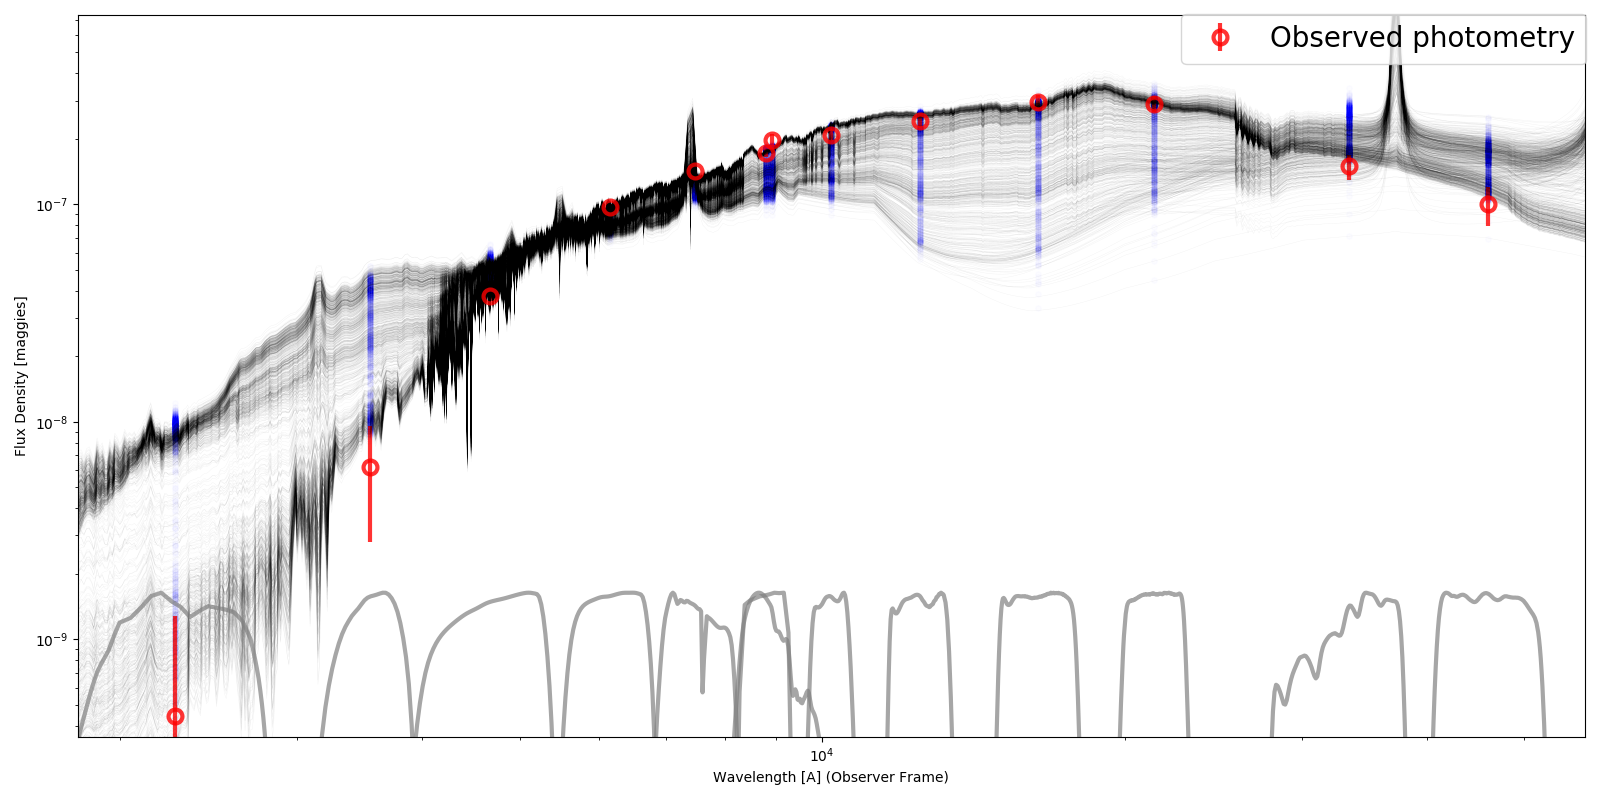 Observed photometry
Flux Density [maggies]
10⁻⁷
10⁻⁸
10⁻⁹
10⁴
Wavelength [A] (Observer Frame)